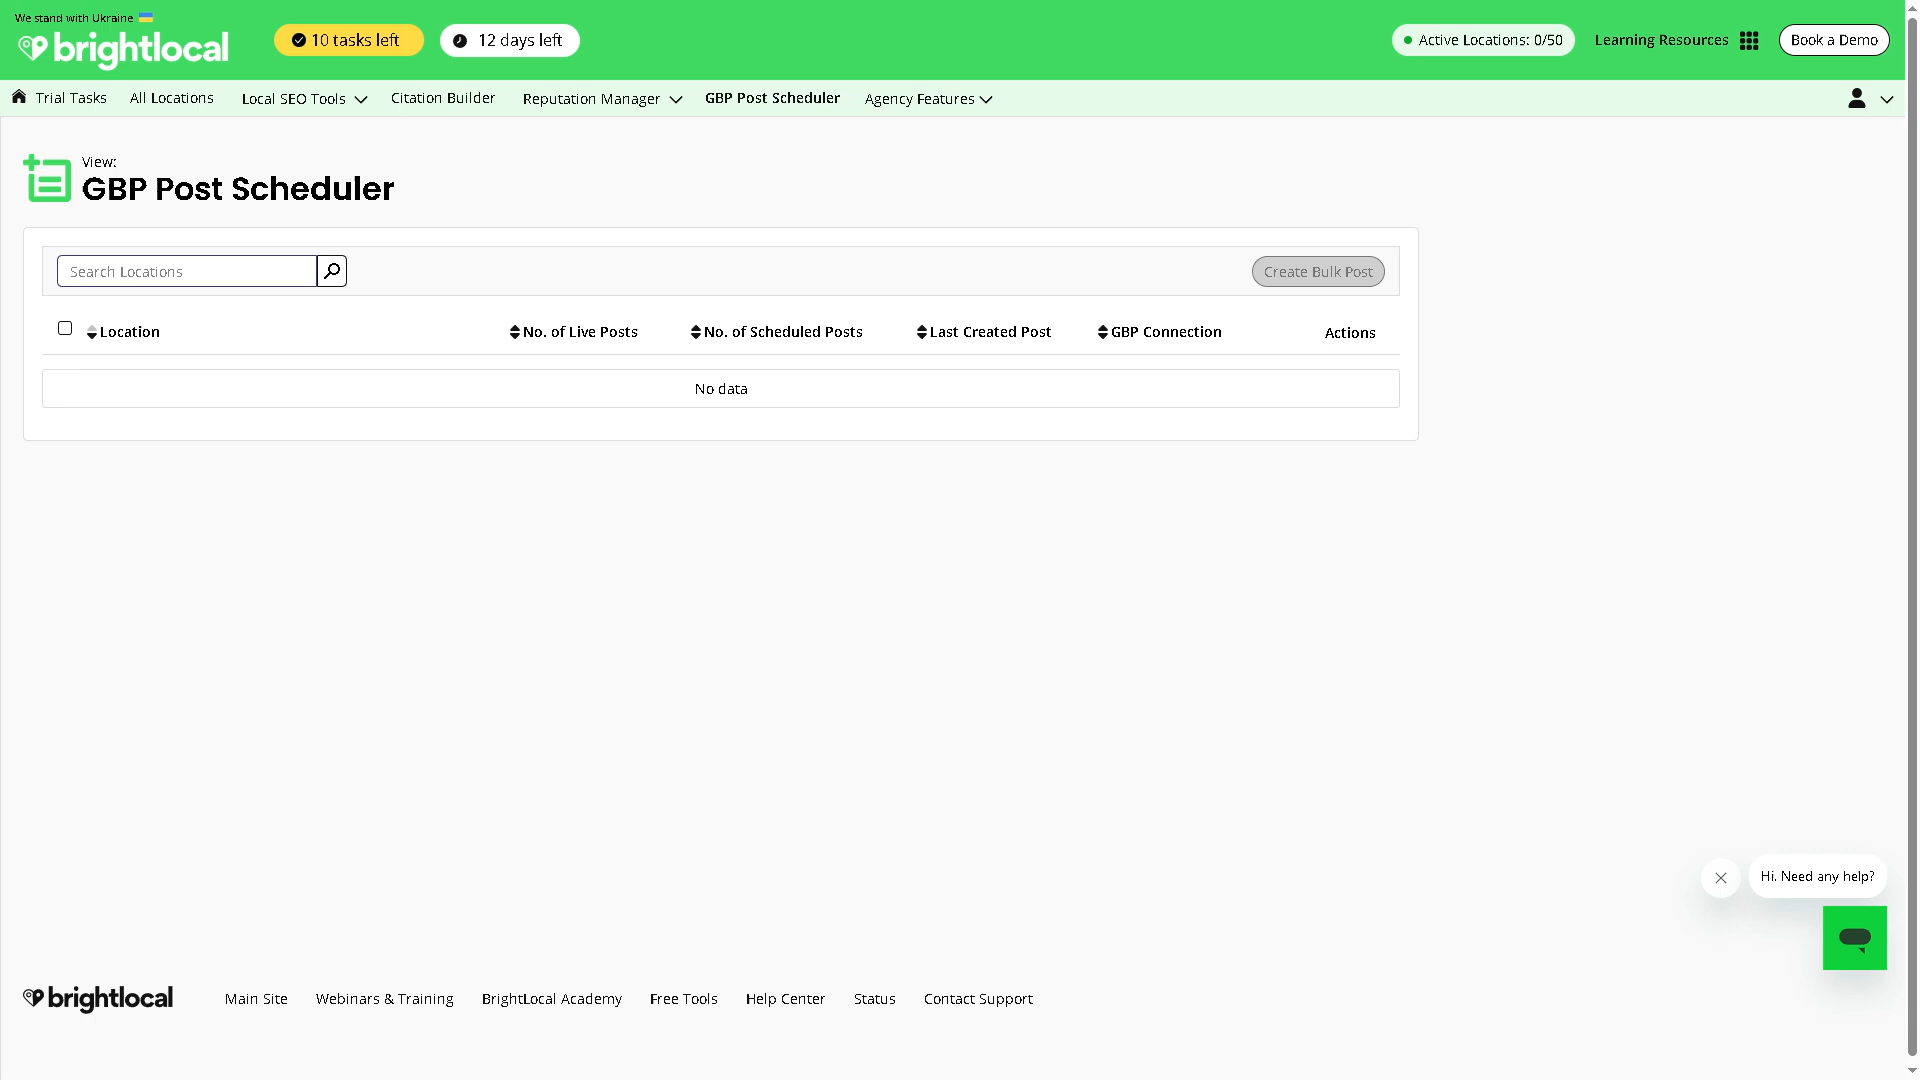 We stand with Ukraine
brightlocal
10 tasks left
12 days left
Active Locations: 0/50
Learning Resources
Book a Demo
Trial Tasks
All Locations
Local SEO Tools
Citation Builder
Reputation Manager
GBP Post Scheduler
Agency Features
View:
GBP Post Scheduler
Search Locations
Create Bulk Post
Location
No. of Live Posts
No. of Scheduled Posts
Last Created Post
GBP Connection
Actions
No data
Hi. Need any help?
brightlocal
Main Site
Webinars & Training
BrightLocal Academy
Free Tools
Help Center
Status
Contact Support